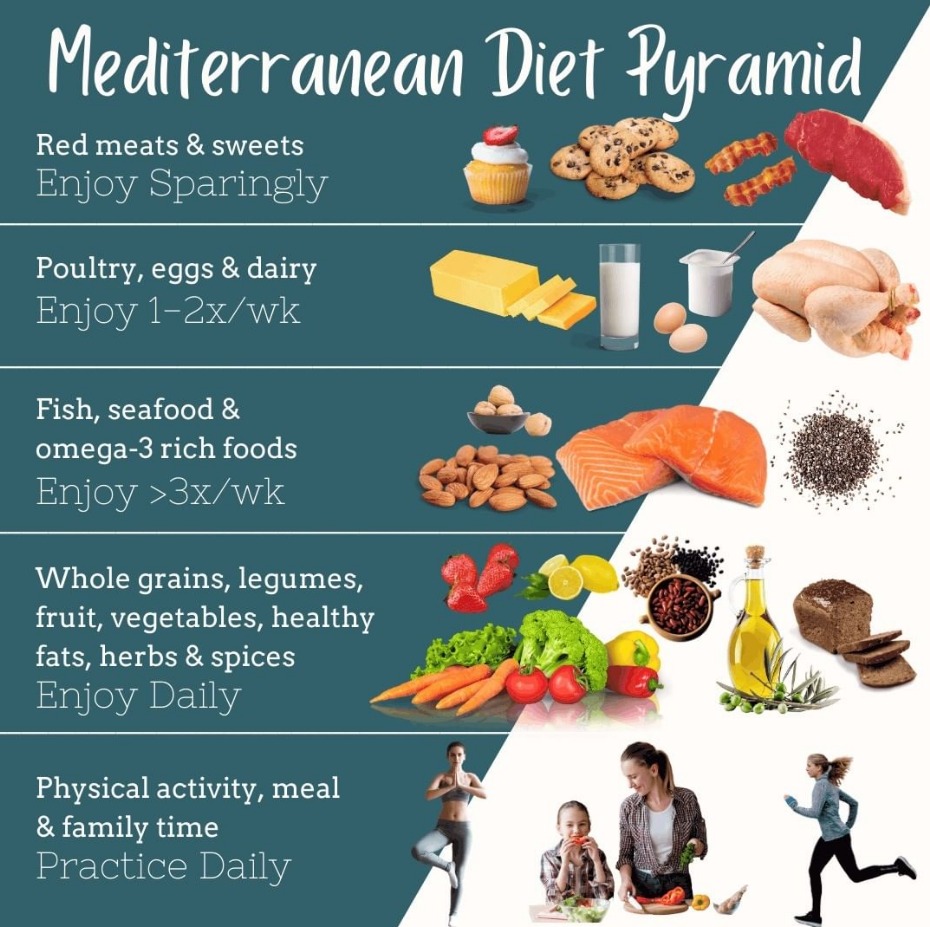 Mediterranean Diet Pyramid
Red meats & sweets
Enjoy Sparingly
Poultry, eggs & dairy
Enjoy 1-2x/wk
Fish, seafood &
omega-3 rich foods
Enjoy >3x/wk
Whole grains, legumes,
fruit, vegetables, healthy
fats, herbs & spices
Enjoy Daily
Physical activity, meal
& family time
Practice Daily